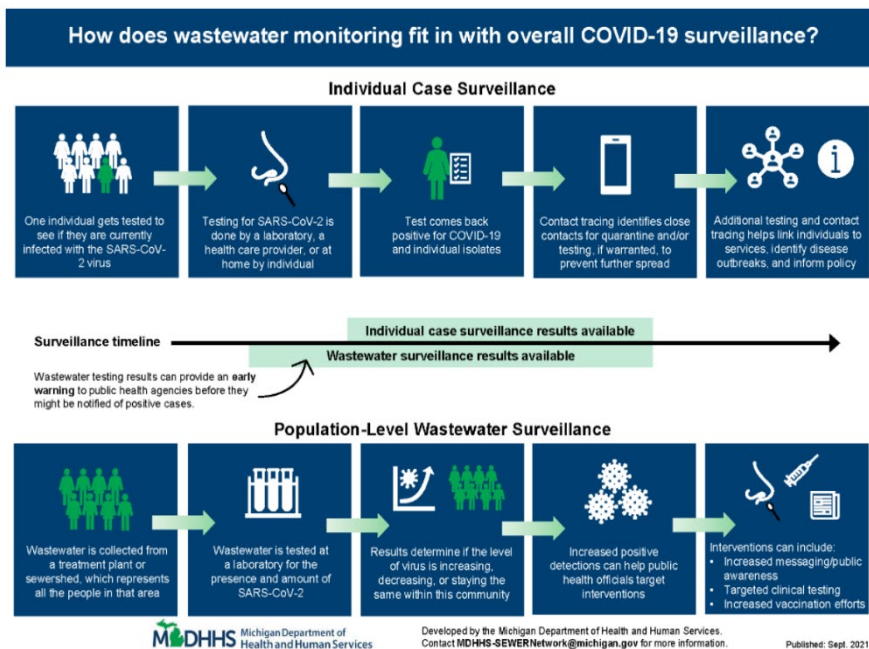 How does wastewater monitoring fit in with overall COVID-19 surveillance?
Individual Case Surveillance
One individual gets tested to
see if they are currently
infected with the SARS-CoV-
2 virus
Testing for SARS-CoV-2 is
done by a laboratory, a
health care provider, or at
home by individual
Test comes back
positive for COVID-19
and individual isolates
Contact tracing identifies close
contacts for quarantine and/or
testing, if warranted, to
prevent further spread
Additional testing and contact
tracing helps link individuals to
services, identify disease
outbreaks, and inform policy
Surveillance timeline
Individual case surveillance results available
Wastewater surveillance results available
Wastewater testing results can provide an early
warning to public health agencies before they
might be notified of positive cases.
Population-Level Wastewater Surveillance
Wastewater is collected from
a treatment plant or
sewershed, which represents
all the people in that area
Wastewater is tested at
a laboratory for the
presence and amount of
SARS-CoV-2
Results determine if the level
of virus is increasing,
decreasing, or staying the
same within this community
Increased positive
detections can help public
health officials target
interventions
Interventions can include:
• Increased messaging/public
awareness
• Targeted clinical testing
• Increased vaccination efforts
MDHHS
Michigan Department of
Health and Human Services
Developed by the Michigan Department of Health and Human Services.
Contact MDHHS-SEWERNetwork@michigan.gov for more information.
Published: Sept. 2021